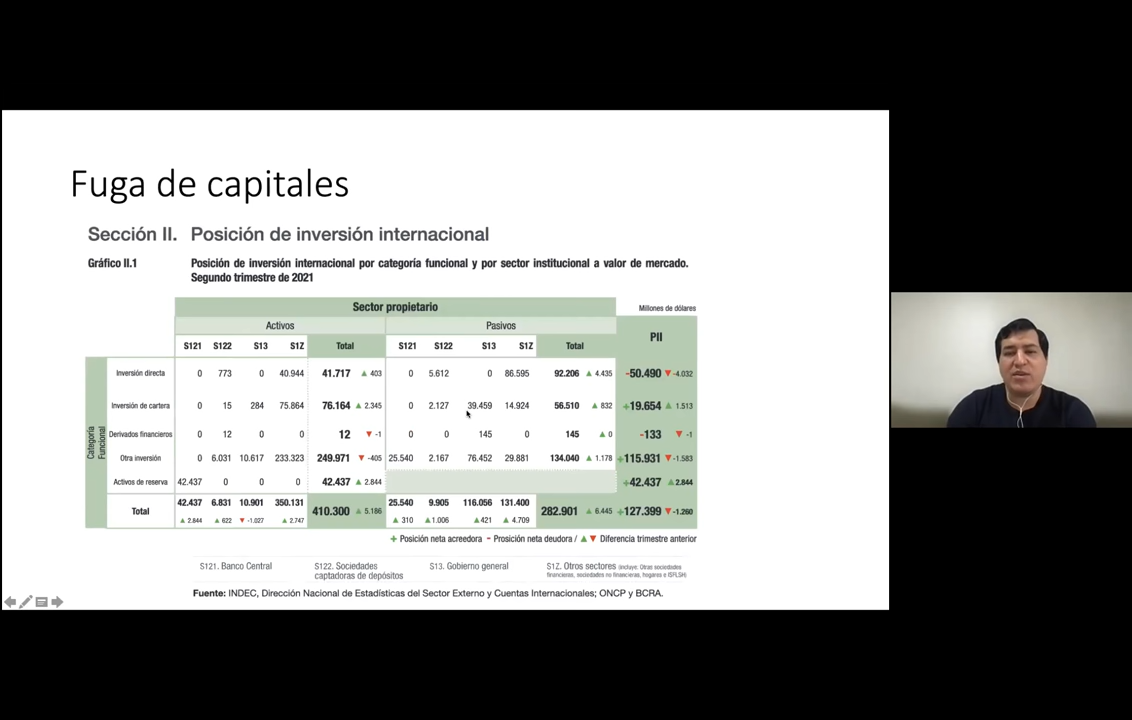 Fuga de capitales
Sección II. Posición de inversión internacional
Gráfico II.1 Posición de inversión internacional por categoría funcional y por sector institucional a valor de mercado.
Segundo trimestre de 2021
Sector propietario Millones de dólares
Activos Pasivos PII
S121 S122 S13 S1Z Total S121 S122 S13 S1Z Total
Categoría Funcional
Inversión directa 0 773 0 40.944 41.717 ▲ 403 0 5.612 0 86.595 92.206 ▲ 4.435 -50.490 ▼ -4.032
Inversión de cartera 0 15 284 75.864 76.164 ▲ 2.345 0 2.127 39.459 14.924 56.510 ▲ 832 +19.654 ▲ 1.513
Derivados financieros 0 12 0 0 12 ▼ -1 0 0 145 0 145 ▲ 0 -133 ▼ -1
Otra inversión 0 6.031 10.617 233.323 249.971 ▼ -405 25.540 2.167 76.452 29.881 134.040 ▲ 1.178 +115.931 ▼ -1.583
Activos de reserva 42.437 0 0 0 42.437 ▲ 2.844 +42.437 ▲ 2.844
Total 42.437 6.831 10.901 350.131 410.300 ▲ 5.186 25.540 9.905 116.056 131.400 282.901 ▲ 6.445 +127.399 ▼ -1.260
▲ 2.844 ▲ 622 ▼ -1.027 ▲ 2.747 ▲ 310 ▲ 1.006 ▲ 421 ▲ 4.709
+ Posición neta acreedora - Prosición neta deudora / ▲ ▼ Diferencia trimestre anterior
S121. Banco Central S122. Sociedades captadoras de depósitos S13. Gobierno general S1Z. Otros sectores (incluye: Otras sociedades financieras, sociedades no financieras, hogares e ISFLSH)
Fuente: INDEC, Dirección Nacional de Estadísticas del Sector Externo y Cuentas Internacionales; ONCP y BCRA.